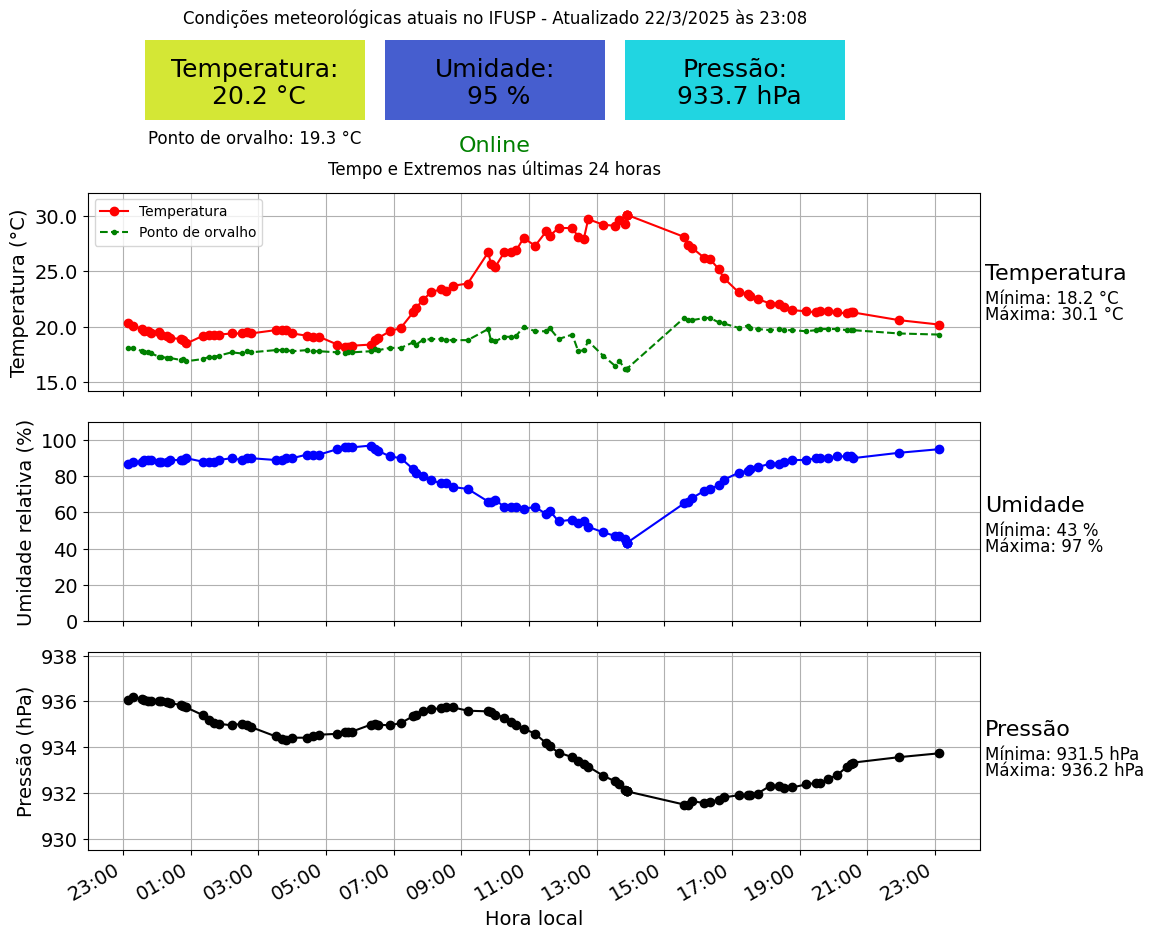 Condições meteorológicas atuais no IFUSP - Atualizado 22/3/2025 às 23:08
Temperatura:
20.2 °C
Umidade:
95 %
Pressão:
933.7 hPa
Ponto de orvalho: 19.3 °C
Online
Tempo e Extremos nas últimas 24 horas
Temperatura (°C)
30.0
25.0
20.0
15.0
Temperatura
Ponto de orvalho
Temperatura
Mínima: 18.2 °C
Máxima: 30.1 °C
Umidade relativa (%)
100
80
60
40
20
0
Umidade
Mínima: 43 %
Máxima: 97 %
Pressão (hPa)
938
936
934
932
930
Pressão
Mínima: 931.5 hPa
Máxima: 936.2 hPa
23:00 01:00 03:00 05:00 07:00 09:00 11:00 13:00 15:00 17:00 19:00 21:00 23:00
Hora local